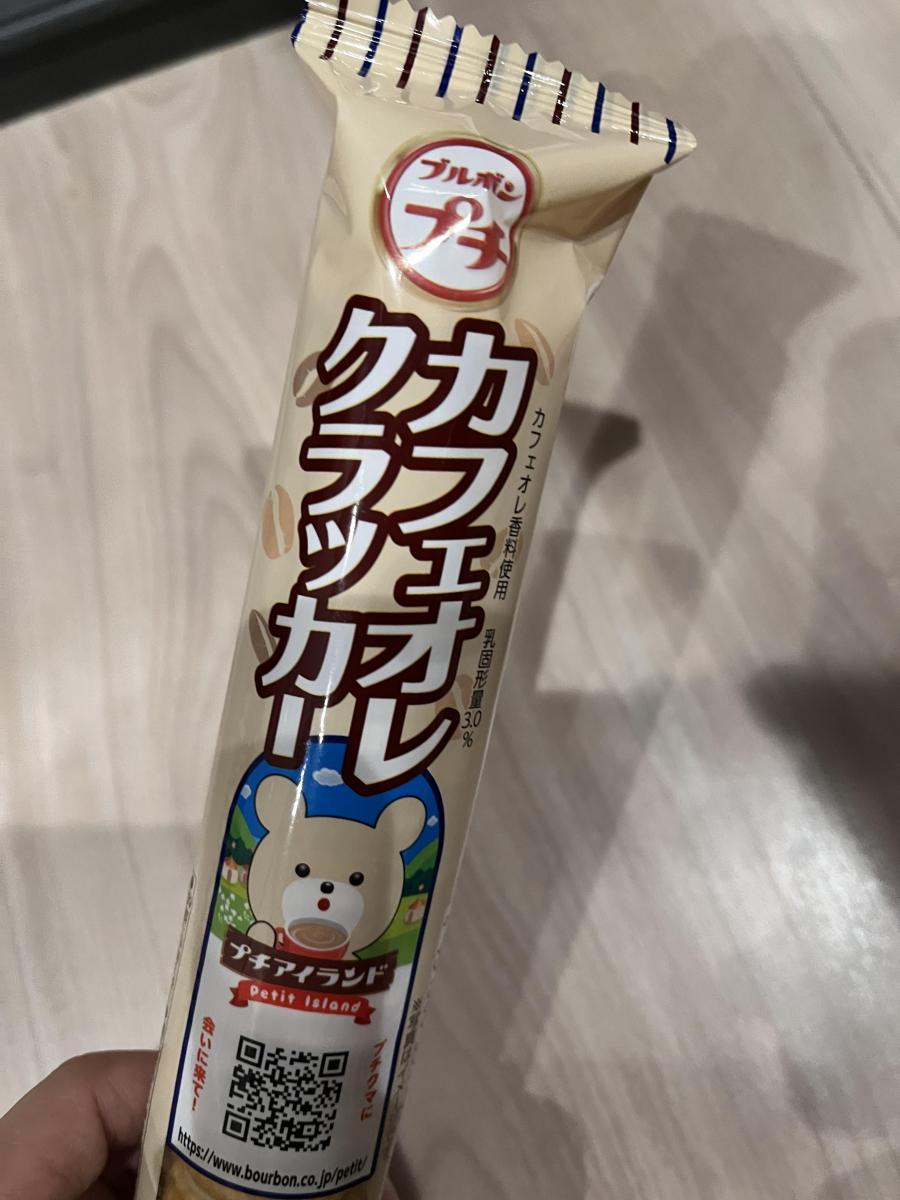 ブルボン
プチ
カフェオレ
クラッカー
カフェオレ香料使用 乳固形量3.0%
プチアイランド
Petit Island
プチクマに
会いに来て！
https://www.bourbon.co.jp/petit/